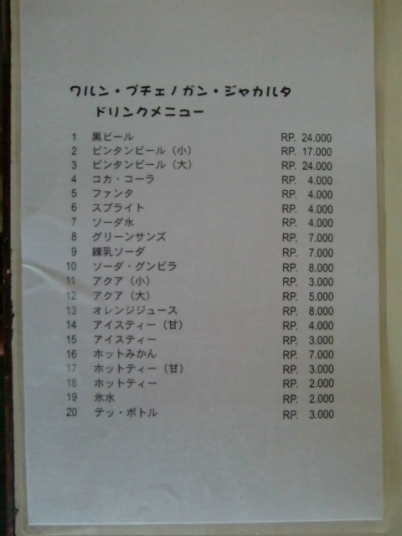 ワルン・プチェノガン・ジャカルタ
ドリンクメニュー
1 黒ビール RP. 24.000
2 ビンタンビール（小） RP. 17.000
3 ビンタンビール（大） RP. 24.000
4 コカ・コーラ RP. 4.000
5 ファンタ RP. 4.000
6 スプライト RP. 4.000
7 ソーダ水 RP. 4.000
8 グリーンサンズ RP. 7.000
9 練乳ソーダ RP. 7.000
10 ソーダ・グンビラ RP. 8.000
11 アクア（小） RP. 3.000
12 アクア（大） RP. 5.000
13 オレンジジュース RP. 8.000
14 アイスティー（甘） RP. 4.000
15 アイスティー RP. 3.000
16 ホットみかん RP. 7.000
17 ホットティー（甘） RP. 3.000
18 ホットティー RP. 2.000
19 氷水 RP. 2.000
20 テッ・ボトル RP. 3.000